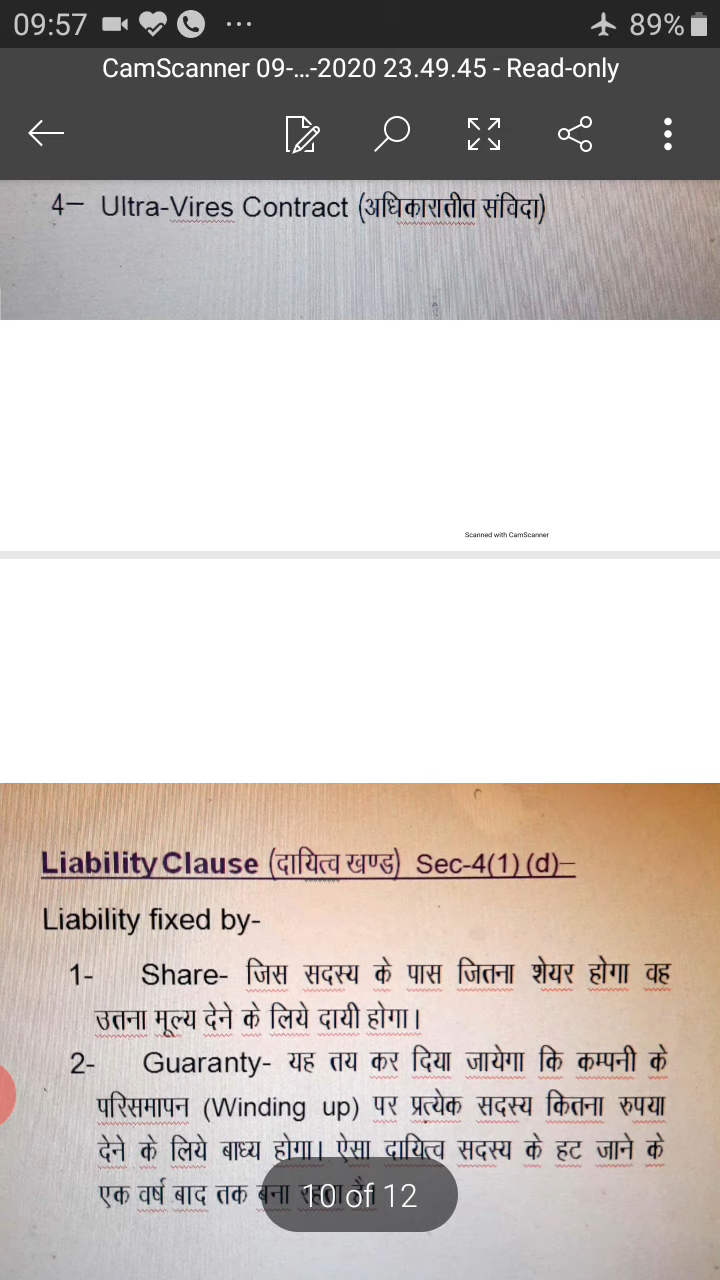 09:57 ... 89%
CamScanner 09-...-2020 23.49.45 - Read-only
4– Ultra-Vires Contract (अधिकारातीत संविदा)
Scanned with CamScanner
Liability Clause (दायित्व खण्ड) Sec-4(1) (d)–
Liability fixed by-
1- Share- जिस सदस्य के पास जितना शेयर होगा वह
उतना मूल्य देने के लिये दायी होगा।
2- Guaranty- यह तय कर दिया जायेगा कि कम्पनी के
परिसमापन (Winding up) पर प्रत्येक सदस्य कितना रुपया
देने के लिये बाध्य होगा। ऐसा दायित्व सदस्य के हट जाने के
एक वर्ष बाद तक बना
10 of 12